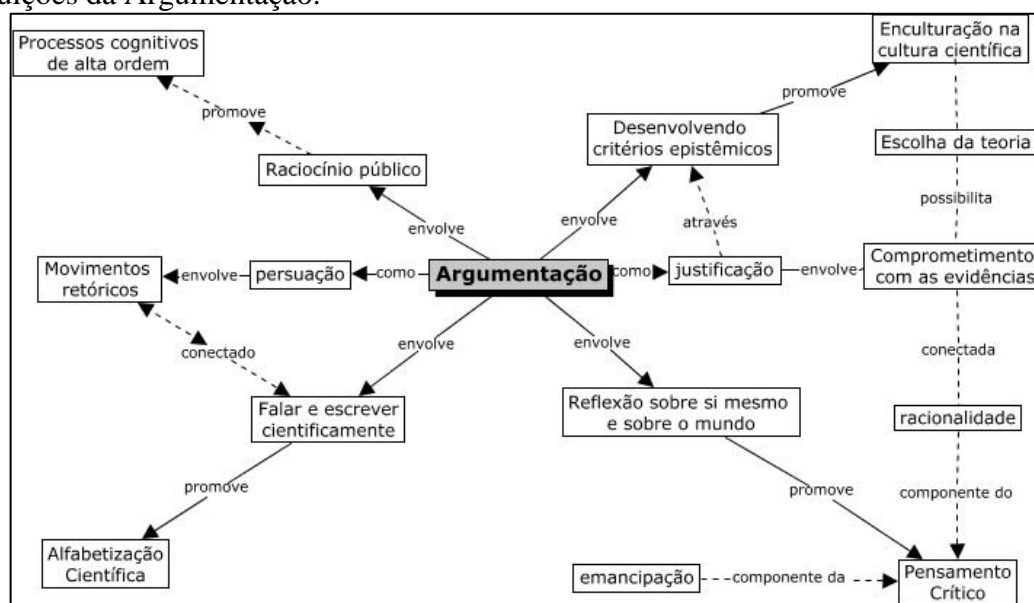 uições da Argumentação.
Processos cognitivos
de alta ordem
Enculturação na
cultura científica
promove
promove
Desenvolvendo
critérios epistêmicos
Escolha da teoria
Raciocínio público
possibilita
envolve
envolve
através
Movimentos
retóricos
envolve
persuação
como
Argumentação
como
justificação
envolve
Comprometimento
com as evidências
conectado
envolve
envolve
conectada
Falar e escrever
cientificamente
Reflexão sobre si mesmo
e sobre o mundo
racionalidade
promove
promove
componente do
Alfabetização
Científica
emancipação
componente da
Pensamento
Crítico